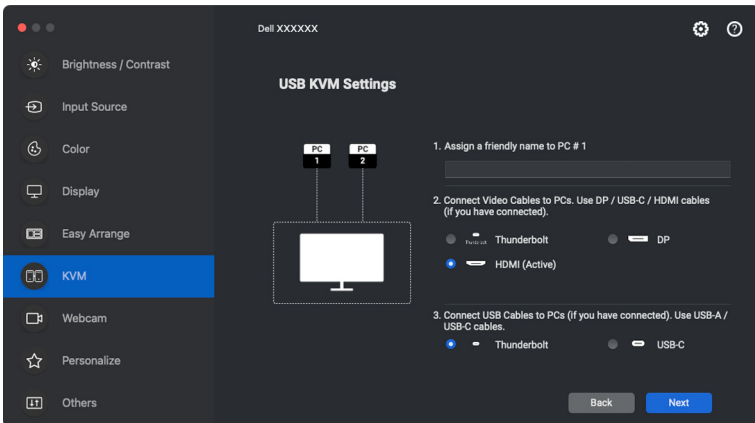 Dell XXXXXX
Brightness / Contrast
Input Source
Color
Display
Easy Arrange
KVM
Webcam
Personalize
Others
USB KVM Settings
PC
1
PC
2
1. Assign a friendly name to PC # 1
2. Connect Video Cables to PCs. Use DP / USB-C / HDMI cables
(if you have connected).
Thunderbolt
DP
HDMI (Active)
3. Connect USB Cables to PCs (if you have connected). Use USB-A /
USB-C cables.
Thunderbolt
USB-C
Back
Next